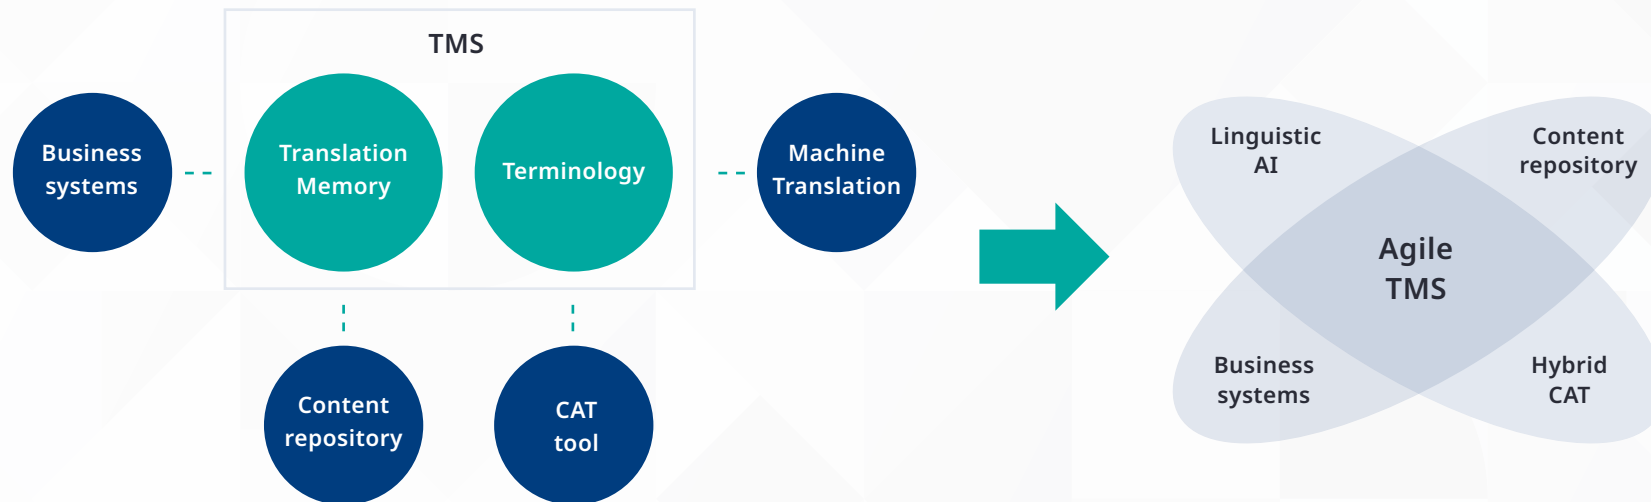 TMS
Business
systems
Translation
Memory
Terminology
Machine
Translation
Content
repository
CAT
tool
Linguistic
AI
Content
repository
Agile
TMS
Business
systems
Hybrid
CAT